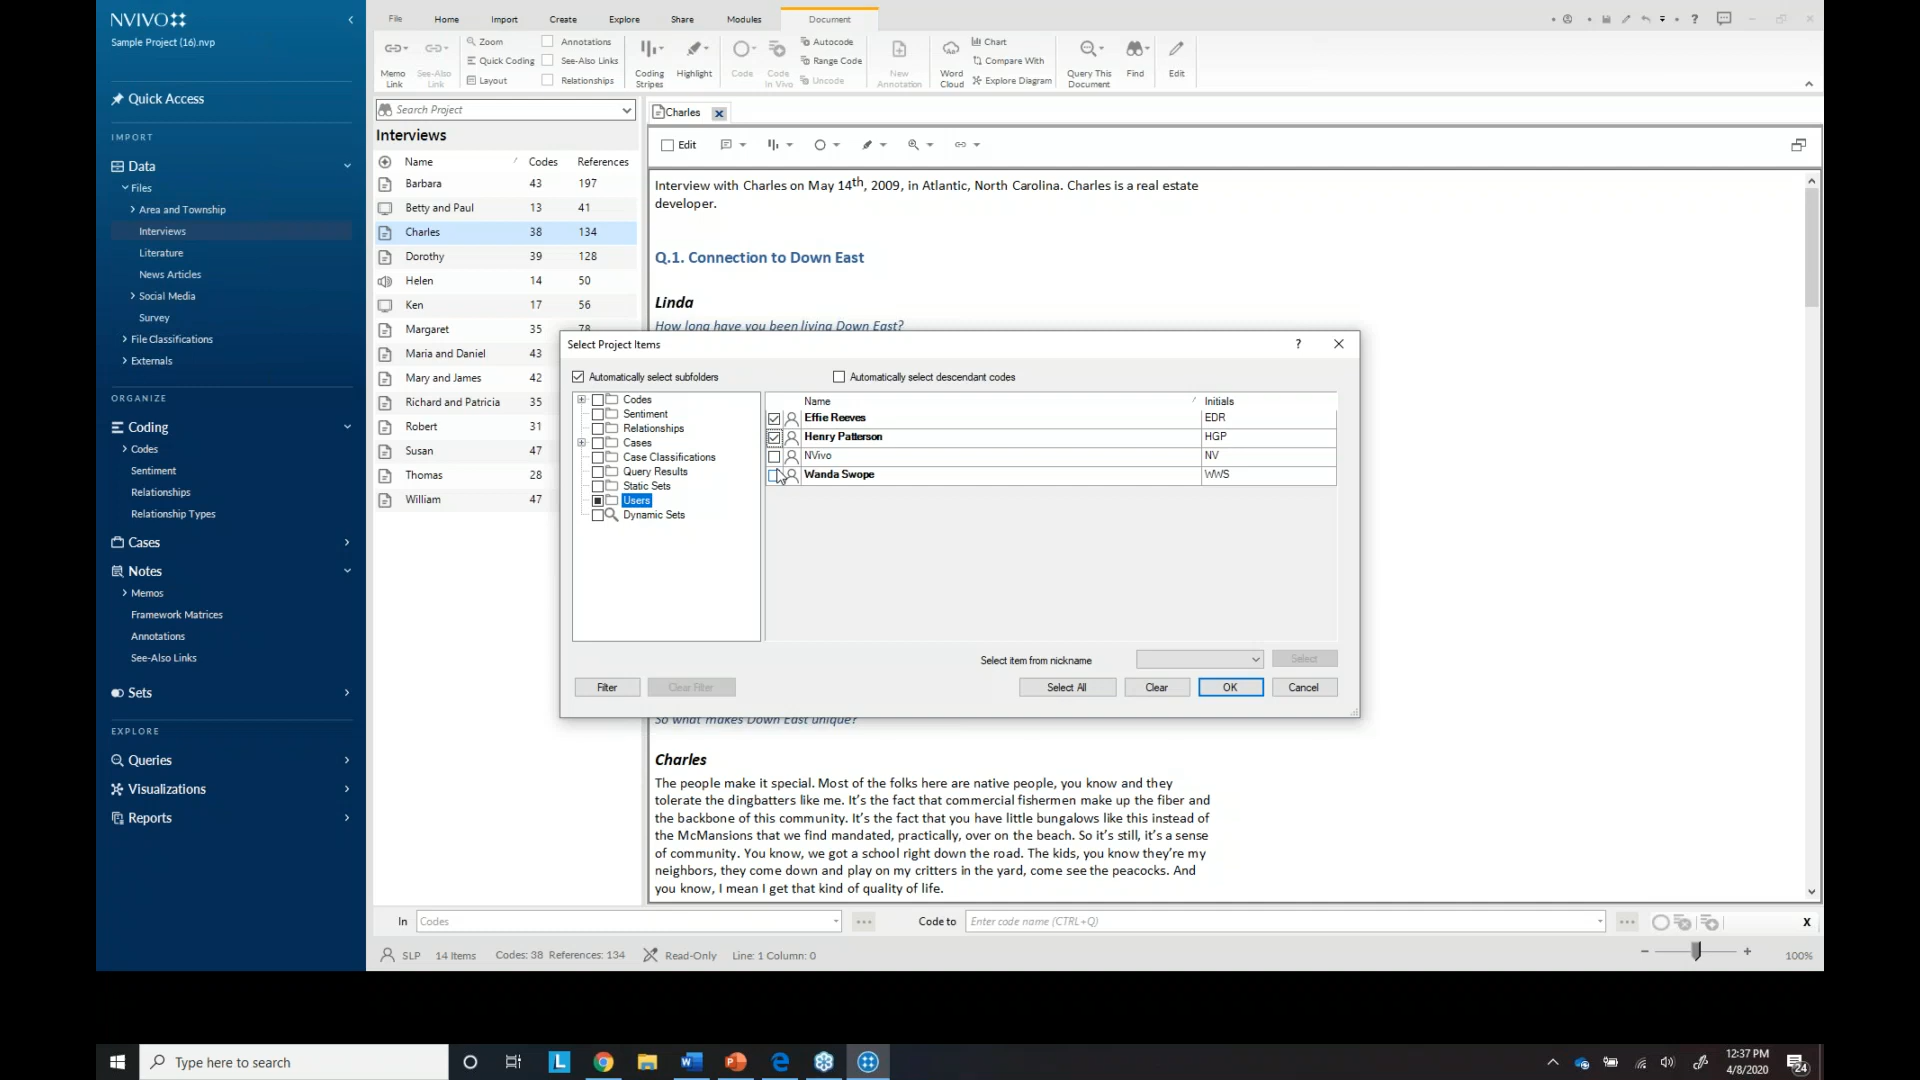 NVIVO
Sample Project (16).nvp
Quick Access
IMPORT
Data
Files
Area and Township
Interviews
Literature
News Articles
Social Media
Survey
File Classifications
Externals
ORGANIZE
Coding
Codes
Sentiment
Relationships
Relationship Types
Cases
Notes
Memos
Framework Matrices
Annotations
See-Also Links
Sets
EXPLORE
Queries
Visualizations
Reports
File Home Import Create Explore Share Modules Document
Memo Link
See-Also Link
Zoom
Quick Coding
Layout
Annotations
See-Also Links
Relationships
Coding Stripes
Highlight
Code
Code In Vivo
Autocode
Range Code
Uncode
New Annotation
Word Cloud
Chart
Compare With
Explore Diagram
Query This Document
Find
Edit
Search Project
Interviews
Name Codes References
Barbara 43 197
Betty and Paul 13 41
Charles 38 134
Dorothy 39 128
Helen 14 50
Ken 17 56
Margaret 35 78
Maria and Daniel 43
Mary and James 42
Richard and Patricia 35
Robert 31
Susan 47
Thomas 28
William 47
Charles
Edit
Interview with Charles on May 14th, 2009, in Atlantic, North Carolina. Charles is a real estate
developer.
Q.1. Connection to Down East
Linda
How long have you been living Down East?
Select Project Items
Automatically select subfolders
Automatically select descendant codes
Codes
Sentiment
Relationships
Cases
Case Classifications
Query Results
Static Sets
Users
Dynamic Sets
Name Initials
Effie Reeves EDR
Henry Patterson HGP
NVivo NV
Wanda Swope WWS
Select item from nickname
Select
Filter
Clear Filter
Select All
Clear
OK
Cancel
So what makes Down East unique?
Charles
The people make it special. Most of the folks here are native people, you know and they
tolerate the dingbatters like me. It's the fact that commercial fishermen make up the fiber and
the backbone of this community. It's the fact that you have little bungalows like this instead of
the McMansions that we find mandated, practically, over on the beach. So it's still, it's a sense
of community. You know, we got a school right down the road. The kids, you know they're my
neighbors, they come down and play on my critters in the yard, come see the peacocks. And
you know, I mean I get that kind of quality of life.
In Codes
Code to Enter code name (CTRL+Q)
X
SLP 14 Items Codes: 38 References: 134 Read-Only Line: 1 Column: 0
100%
Type here to search
12:37 PM
4/8/2020
24